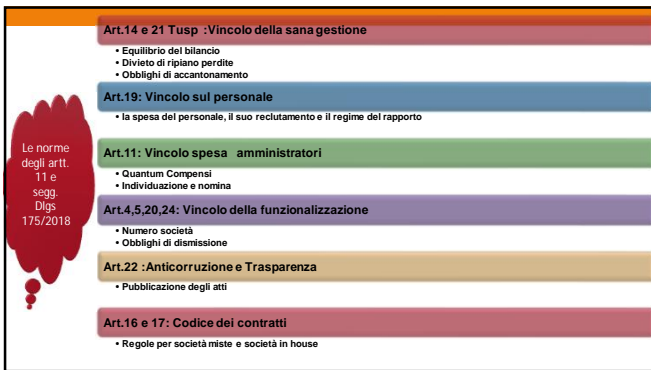 Le norme
degli artt.
11 e
segg.
Dlgs
175/2018
Art.14 e 21 Tusp :Vincolo della sana gestione
• Equilibrio del bilancio
• Divieto di ripiano perdite
• Obblighi di accantonamento
Art.19: Vincolo sul personale
• la spesa del personale, il suo reclutamento e il regime del rapporto
Art.11: Vincolo spesa amministratori
• Quantum Compensi
• Individuazione e nomina
Art.4,5,20,24: Vincolo della funzionalizzazione
• Numero società
• Obblighi di dismissione
Art.22 :Anticorruzione e Trasparenza
• Pubblicazione degli atti
Art.16 e 17: Codice dei contratti
• Regole per società miste e società in house